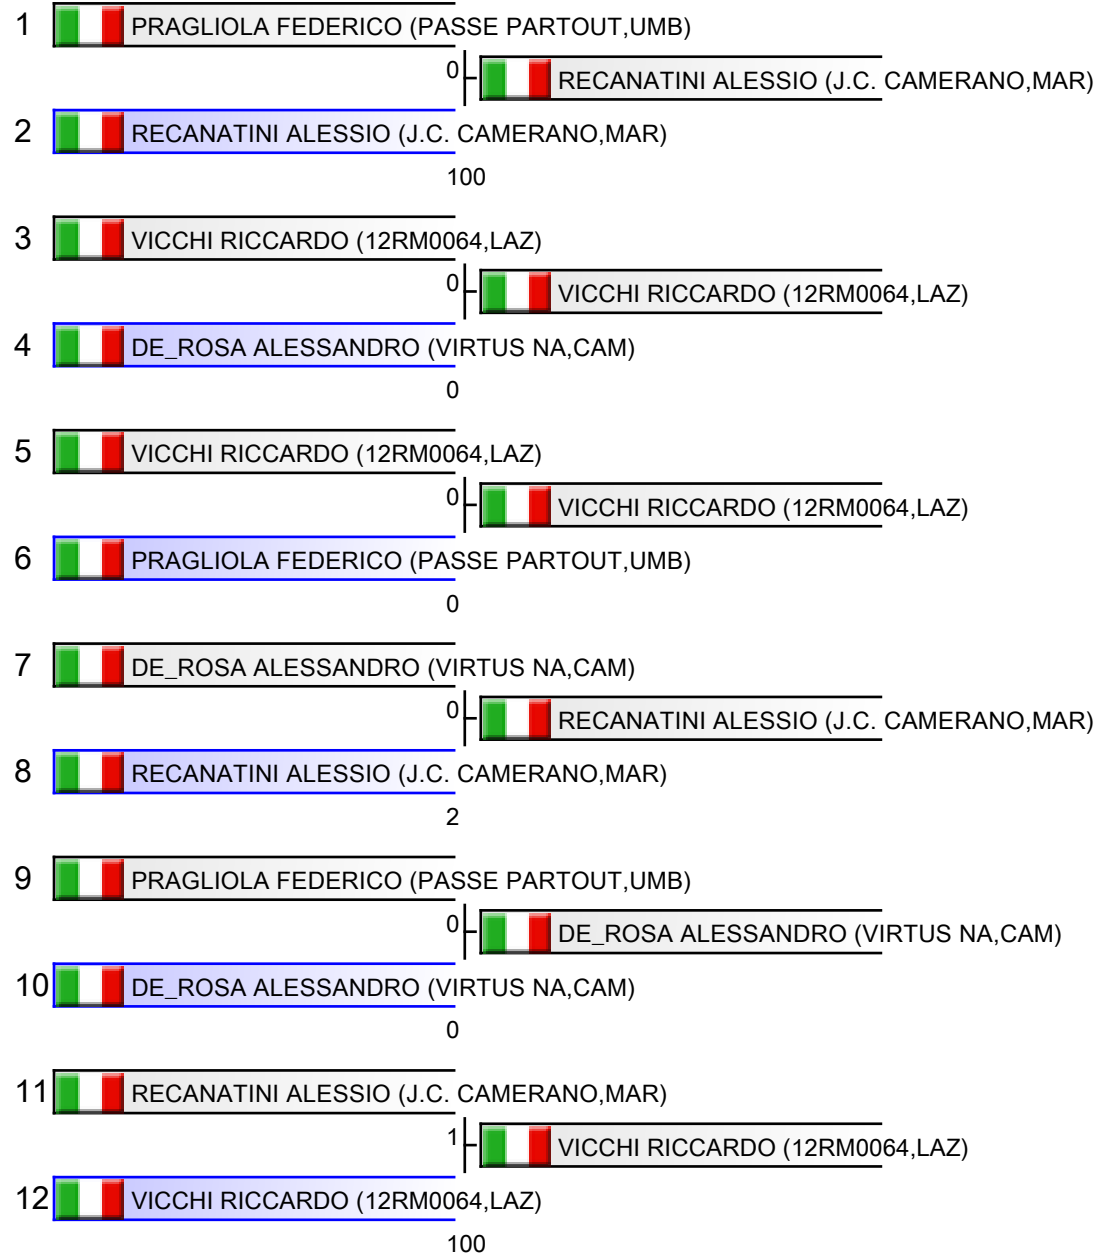 1 PRAGLIOLA FEDERICO (PASSE PARTOUT,UMB)
0 RECANATINI ALESSIO (J.C. CAMERANO,MAR)
2 RECANATINI ALESSIO (J.C. CAMERANO,MAR)
100
3 VICCHI RICCARDO (12RM0064,LAZ)
0 VICCHI RICCARDO (12RM0064,LAZ)
4 DE_ROSA ALESSANDRO (VIRTUS NA,CAM)
0
5 VICCHI RICCARDO (12RM0064,LAZ)
0 VICCHI RICCARDO (12RM0064,LAZ)
6 PRAGLIOLA FEDERICO (PASSE PARTOUT,UMB)
0
7 DE_ROSA ALESSANDRO (VIRTUS NA,CAM)
0 RECANATINI ALESSIO (J.C. CAMERANO,MAR)
8 RECANATINI ALESSIO (J.C. CAMERANO,MAR)
2
9 PRAGLIOLA FEDERICO (PASSE PARTOUT,UMB)
0 DE_ROSA ALESSANDRO (VIRTUS NA,CAM)
10 DE_ROSA ALESSANDRO (VIRTUS NA,CAM)
0
11 RECANATINI ALESSIO (J.C. CAMERANO,MAR)
1 VICCHI RICCARDO (12RM0064,LAZ)
12 VICCHI RICCARDO (12RM0064,LAZ)
100